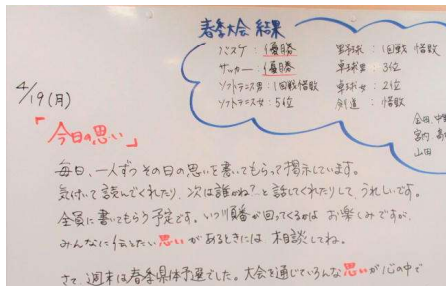 春季大会 結果
バスケ：優勝
サッカー：優勝
ソフトテニス男：1回戦惜敗
ソフトテニス女：5位
野球：1回戦 惜敗
卓球男：3位
卓球女：2位
剣道：惜敗
金田
宮内
山田
4/19(月)
「今日の思い」
毎日、一人ずつその日の思いを書いてもらって掲示しています。
気付いて読んでくれたり、次は誰かね?と話してくれたりして、うれしいです。
全員に書いてもらう予定です。いつ順番が回ってくるかは お楽しみですが、
みんなに伝えたい思いがあるときには 相談してね。
さて、週末は春季県体予選でした。大会を通じていろんな思いが心の中で